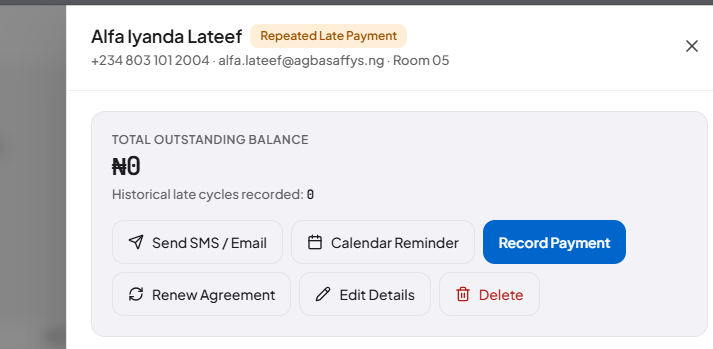 Alfa Iyanda Lateef Repeated Late Payment
+234 803 101 2004 · alfa.lateef@agbasaffys.ng · Room 05
TOTAL OUTSTANDING BALANCE
₦0
Historical late cycles recorded: 0
Send SMS / Email Calendar Reminder Record Payment
Renew Agreement Edit Details Delete